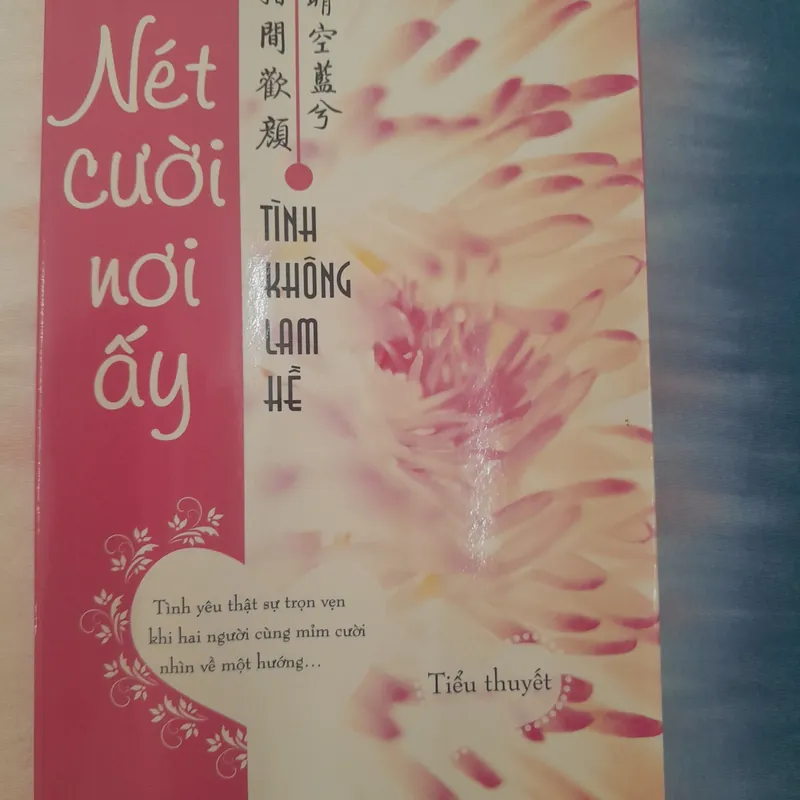 Nét
cười
nơi
ấy
間歡顏
空藍兮
TÌNH
KHÔNG
LAM
HỀ
Tình yêu thật sự trọn vẹn
khi hai người cùng mỉm cười
nhìn về một hướng...
Tiểu thuyết